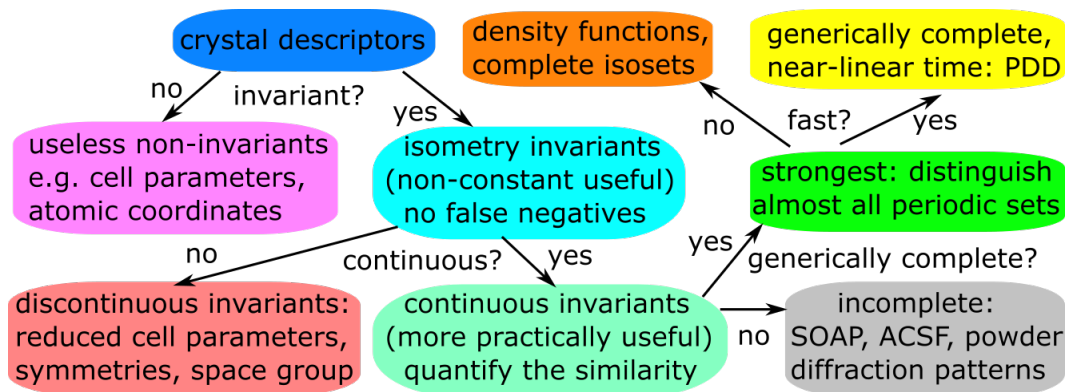 crystal descriptors
no
invariant?
yes
useless non-invariants
e.g. cell parameters,
atomic coordinates
isometry invariants
(non-constant useful)
no false negatives
no
continuous?
yes
discontinuous invariants:
reduced cell parameters,
symmetries, space group
continuous invariants
(more practically useful)
quantify the similarity
yes
generically complete?
no
incomplete:
SOAP, ACSF, powder
diffraction patterns
strongest: distinguish
almost all periodic sets
no
fast?
yes
density functions,
complete isosets
generically complete,
near-linear time: PDD